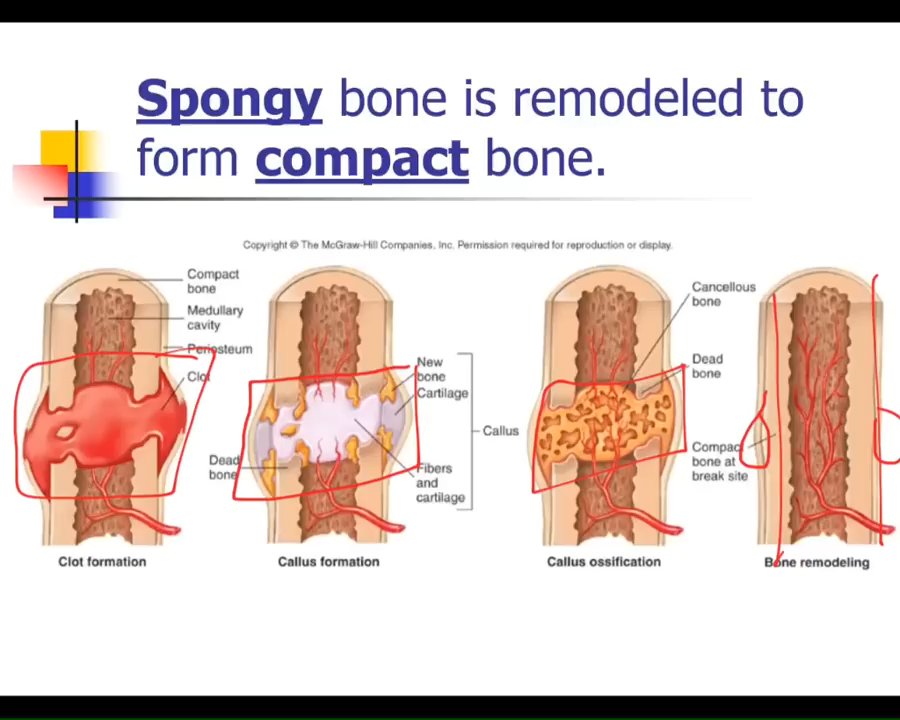 Spongy bone is remodeled to
form compact bone.
Copyright © The McGraw-Hill Companies, Inc. Permission required for reproduction or display.
Compact
bone
Medullary
cavity
Periosteum
Clot
Clot formation
New
bone
Cartilage
Callus
Dead
bone
Fibers
and
cartilage
Callus formation
Cancellous
bone
Dead
bone
Compact
bone at
break site
Callus ossification
Bone remodeling